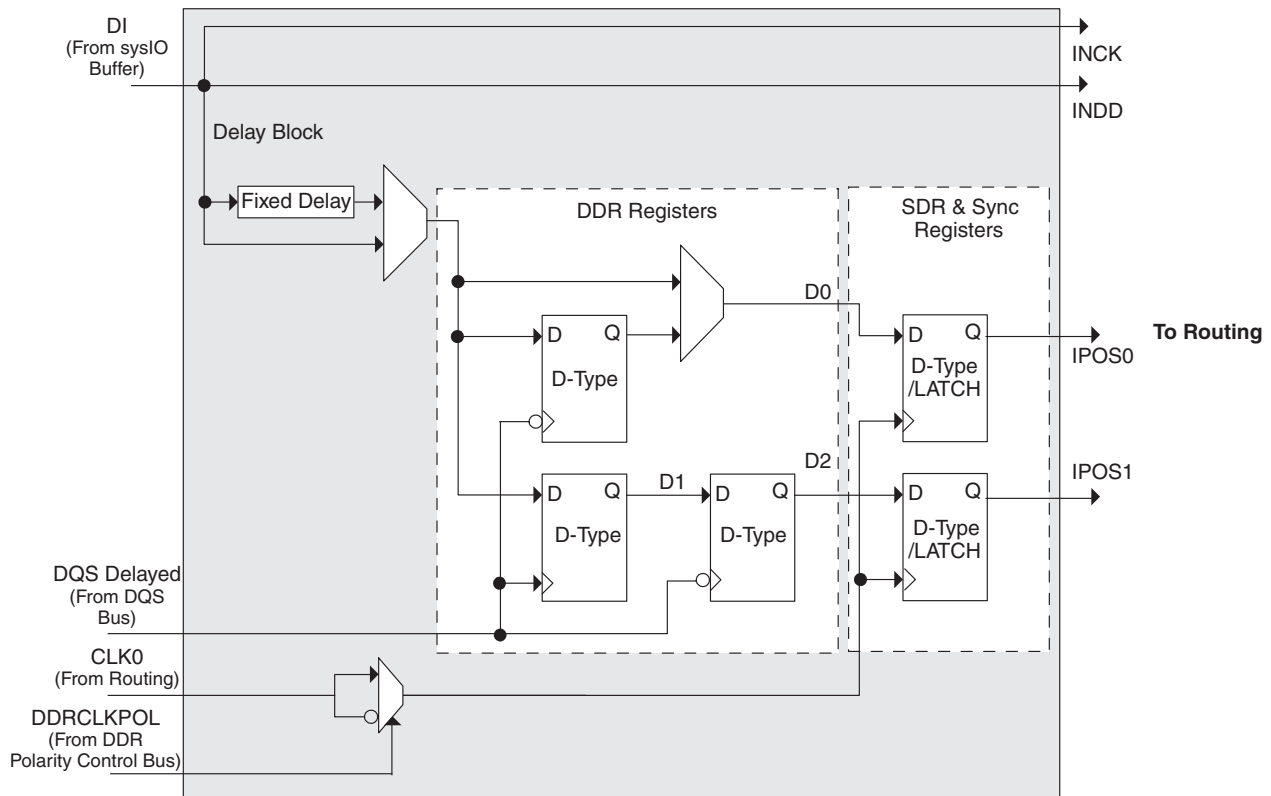 DI
(From sysIO
Buffer)
INCK
INDD
Delay Block
Fixed Delay
DDR Registers
SDR & Sync
Registers
D0
D Q
D-Type
D Q
D-Type
/LATCH
To Routing
IPOS0
D Q
D-Type
D1
D Q
D-Type
D2
D Q
D-Type
/LATCH
IPOS1
DQS Delayed
(From DQS
Bus)
CLK0
(From Routing)
DDRCLKPOL
(From DDR
Polarity Control Bus)